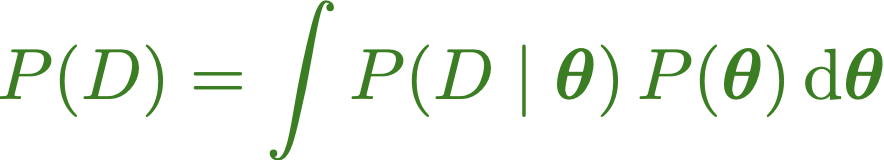 P(D) = ∫ P(D | 𝜽) P(𝜽) d𝜽